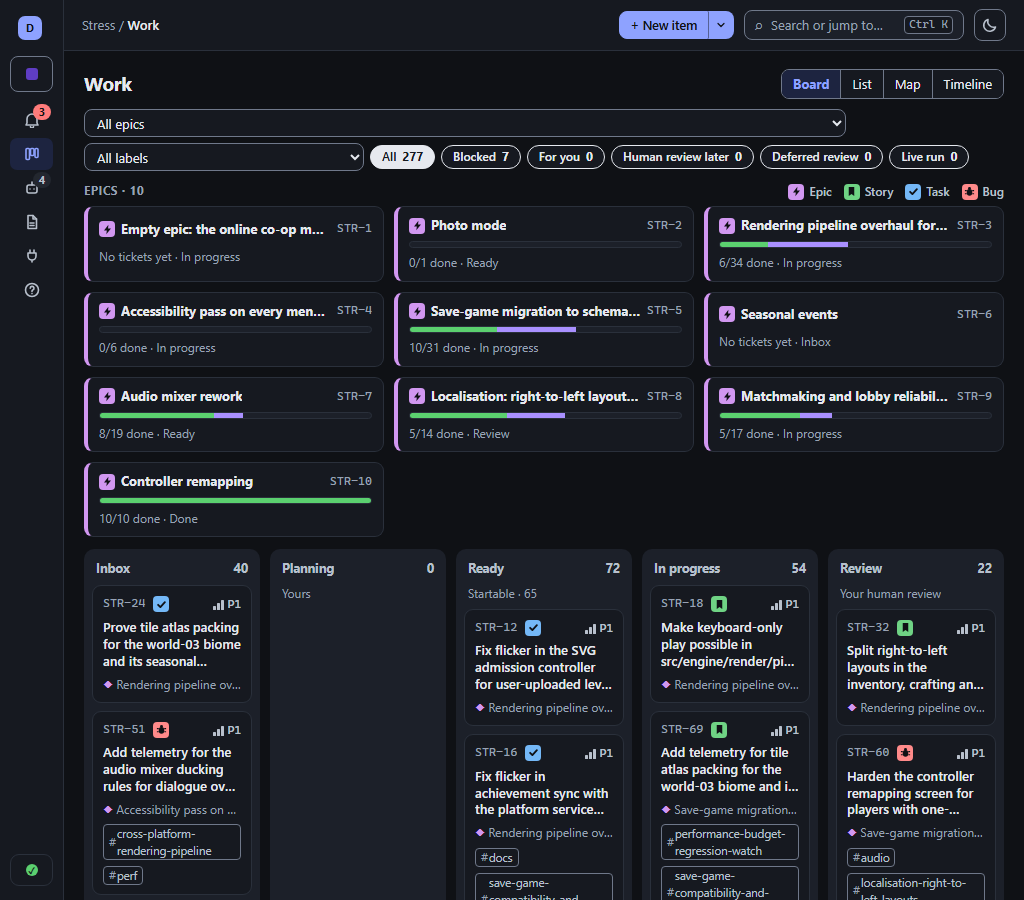 D
Stress / Work
+ New item
Search or jump to...
Ctrl K
3
4
Work
Board
List
Map
Timeline
All epics
All labels
All 277
Blocked 7
For you 0
Human review later 0
Deferred review 0
Live run 0
EPICS · 10
Epic
Story
Task
Bug
Empty epic: the online co-op m...
STR-1
No tickets yet · In progress
Photo mode
STR-2
0/1 done · Ready
Rendering pipeline overhaul for...
STR-3
6/34 done · In progress
Accessibility pass on every men...
STR-4
0/6 done · In progress
Save-game migration to schema...
STR-5
10/31 done · In progress
Seasonal events
STR-6
No tickets yet · Inbox
Audio mixer rework
STR-7
8/19 done · Ready
Localisation: right-to-left layout...
STR-8
5/14 done · Review
Matchmaking and lobby reliabil...
STR-9
5/17 done · In progress
Controller remapping
STR-10
10/10 done · Done
Inbox
40
STR-24
P1
Prove tile atlas packing
for the world-03 biome
and its seasonal...
Rendering pipeline ov...
STR-51
P1
Add telemetry for the
audio mixer ducking
rules for dialogue ov...
Accessibility pass on ...
#cross-platform-
rendering-pipeline
#perf
Planning
0
Yours
Ready
72
Startable · 65
STR-12
P1
Fix flicker in the SVG
admission controller
for user-uploaded lev...
Rendering pipeline ov...
STR-16
P1
Fix flicker in
achievement sync with
the platform service...
Rendering pipeline ov...
#docs
save-game-
compatibility-and-
In progress
54
STR-18
P1
Make keyboard-only
play possible in
src/engine/render/pi...
Rendering pipeline ov...
STR-69
P1
Add telemetry for tile
atlas packing for the
world-03 biome and i...
Save-game migration...
#performance-budget-
regression-watch
save-game-
compatibility-and-
Review
22
Your human review
STR-32
P1
Split right-to-left
layouts in the
inventory, crafting an...
Rendering pipeline ov...
STR-60
P1
Harden the controller
remapping screen for
players with one-...
Save-game migration...
#audio
#localisation-right-to-
left-layouts